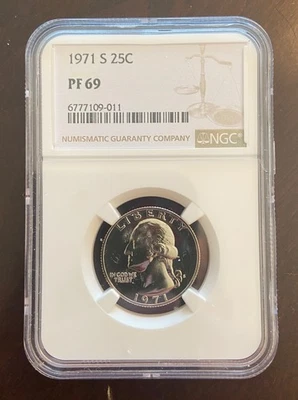 1971 S 25C
PF 69
6777109-011
NUMISMATIC GUARANTY COMPANY
NGC
LIBERTY
IN GOD WE
TRUST
1971